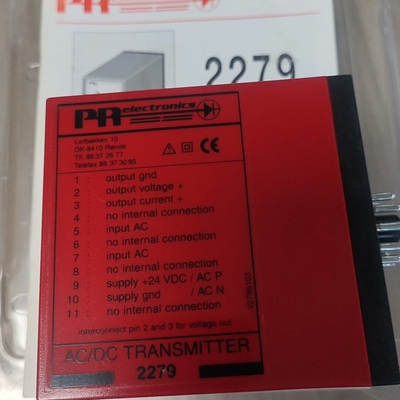 PR
2279
PR electronics
Lerbakken 10
DK-8410 Rønde
Tlf. 86 37 26 77
Telefax 86 37 30 85
1 : output gnd
2 : output voltage +
3 : output current +
4 : no internal connection
5 : input AC
6 : no internal connection
7 : input AC
8 : no internal connection
9 : supply +24 VDC / AC P
10 : supply gnd / AC N
11 : no internal connection
interconnect pin 2 and 3 for voltage out
AC/DC TRANSMITTER
2279